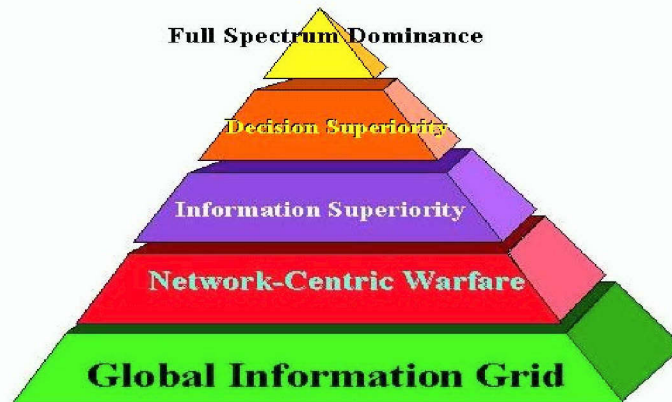 Full Spectrum Dominance
Decision Superiority
Information Superiority
Network-Centric Warfare
Global Information Grid